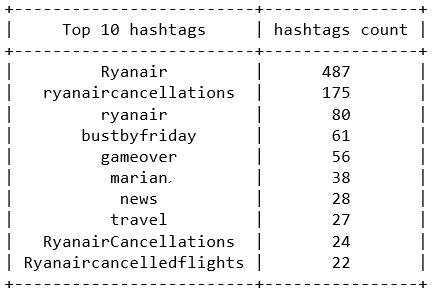 Top 10 hashtags hashtags count
Ryanair 487
ryanaircancellations 175
ryanair 80
bustbyfriday 61
gameover 56
marian 38
news 28
travel 27
RyanairCancellations 24
Ryanaircancelledflights 22